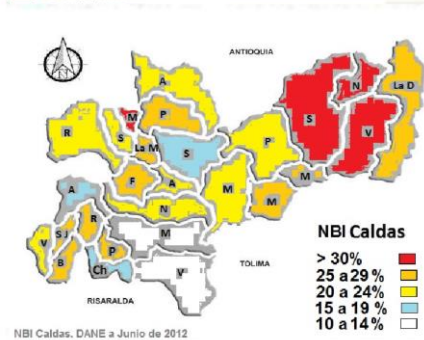 ANTIOQUIA
A
N
La D
M
P
R
S
S
V
La M
S
P
F
A
M
M
A
M
N
R
M
V
S J
P
TOLIMA
B
Ch
V
RISARALDA
NBI Caldas
> 30%
25 a 29 %
20 a 24%
15 a 19 %
10 a 14%
NBI Caldas. DANE a Junio de 2012